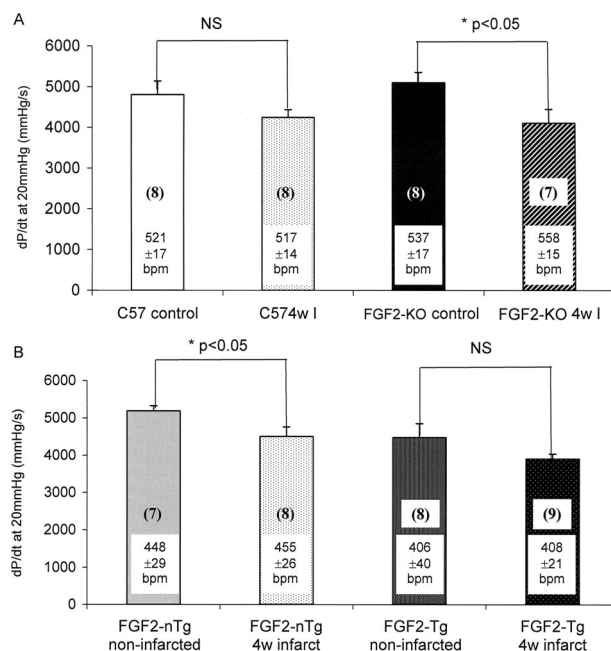 A
NS
* p<0.05
dP/dt at 20mmHg (mmHg/s)
6000
5000
4000
3000
2000
1000
0
(8)
(8)
(8)
(7)
521
±17
bpm
517
±14
bpm
537
±17
bpm
558
±15
bpm
C57 control
C574w I
FGF2-KO control
FGF2-KO 4w I
B
* p<0.05
NS
dP/dt at 20mmHg (mmHg/s)
6000
5000
4000
3000
2000
1000
0
(7)
(8)
(8)
(9)
448
±29
bpm
455
±26
bpm
406
±40
bpm
408
±21
bpm
FGF2-nTg
non-infarcted
FGF2-nTg
4w infarct
FGF2-Tg
non-infarcted
FGF2-Tg
4w infarct